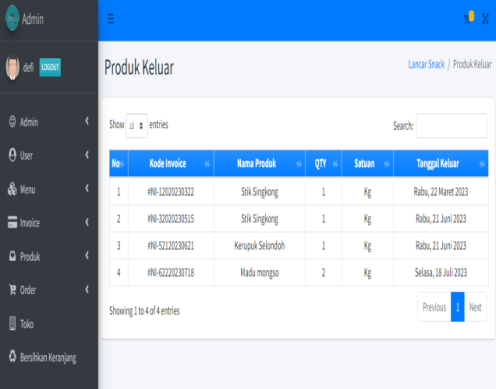 Admin
defi LOGOUT
Admin
User
Menu
Invoice
Produk
Order
Toko
Bersihkan Keranjang
Produk Keluar
Lancar Snack / Produk Keluar
Show 10 entries
Search:
No Kode Invoice Nama Produk QTY Satuan Tanggal Keluar
1 #NI-12020230322 Stik Singkong 1 Kg Rabu, 22 Maret 2023
2 #NI-32020230515 Stik Singkong 1 Kg Rabu, 21 Juni 2023
3 #NI-52120230621 Kerupuk Selondoh 1 Kg Rabu, 21 Juni 2023
4 #NI-62220230718 Madu mongso 2 Kg Selasa, 18 Juli 2023
Showing 1 to 4 of 4 entries
Previous 1 Next